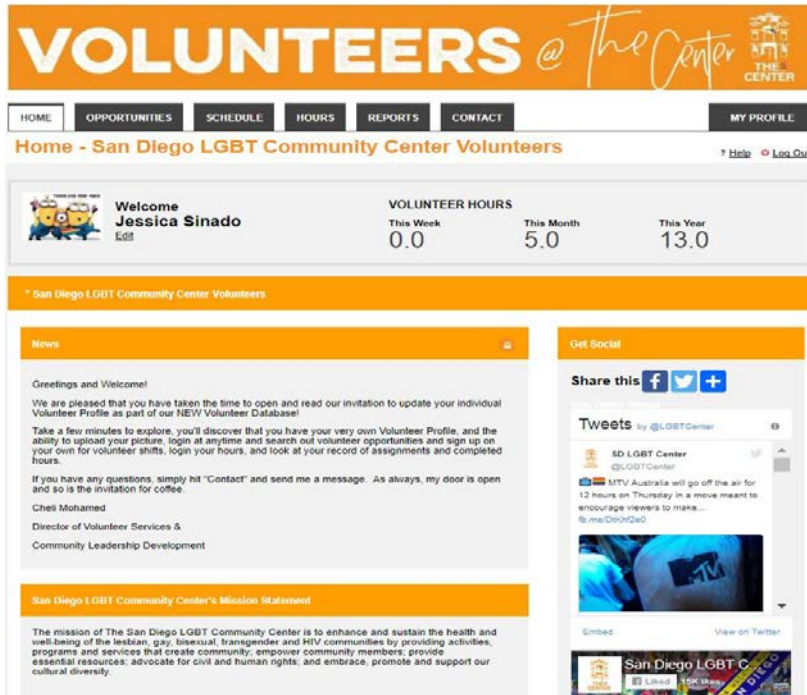 VOLUNTEERS @ The Center
THE CENTER
HOME OPPORTUNITIES SCHEDULE HOURS REPORTS CONTACT MY PROFILE
Home - San Diego LGBT Community Center Volunteers
? Help Log Ou
Welcome
Jessica Sinado
Edit
VOLUNTEER HOURS
This Week This Month This Year
0.0 5.0 13.0
* San Diego LGBT Community Center Volunteers
News
Greetings and Welcome!
We are pleased that you have taken the time to open and read our invitation to update your individual
Volunteer Profile as part of our NEW Volunteer Database!
Take a few minutes to explore, you'll discover that you have your very own Volunteer Profile, and the
ability to upload your picture, login at anytime and search out volunteer opportunities and sign up on
your own for volunteer shifts, login your hours, and look at your record of assignments and completed
hours.
If you have any questions, simply hit "Contact" and send me a message. As always, my door is open
and so is the invitation for coffee.
Cheli Mohamed
Director of Volunteer Services &
Community Leadership Development
San Diego LGBT Community Center's Mission Statement
The mission of The San Diego LGBT Community Center is to enhance and sustain the health and
well-being of the lesbian, gay, bisexual, transgender and HIV communities by providing activities,
programs and services that create community; empower community members; provide
essential resources; advocate for civil and human rights; and embrace, promote and support our
cultural diversity.
Get Social
Share this
Tweets by @LGBTCenter
SD LGBT Center
@LGBTCenter
MTV Australia will go off the air for
12 hours on Thursday in a move meant to
encourage viewers to make...
MTV
Embed View on Twitter
San Diego LGBT C...
Liked 15K likes